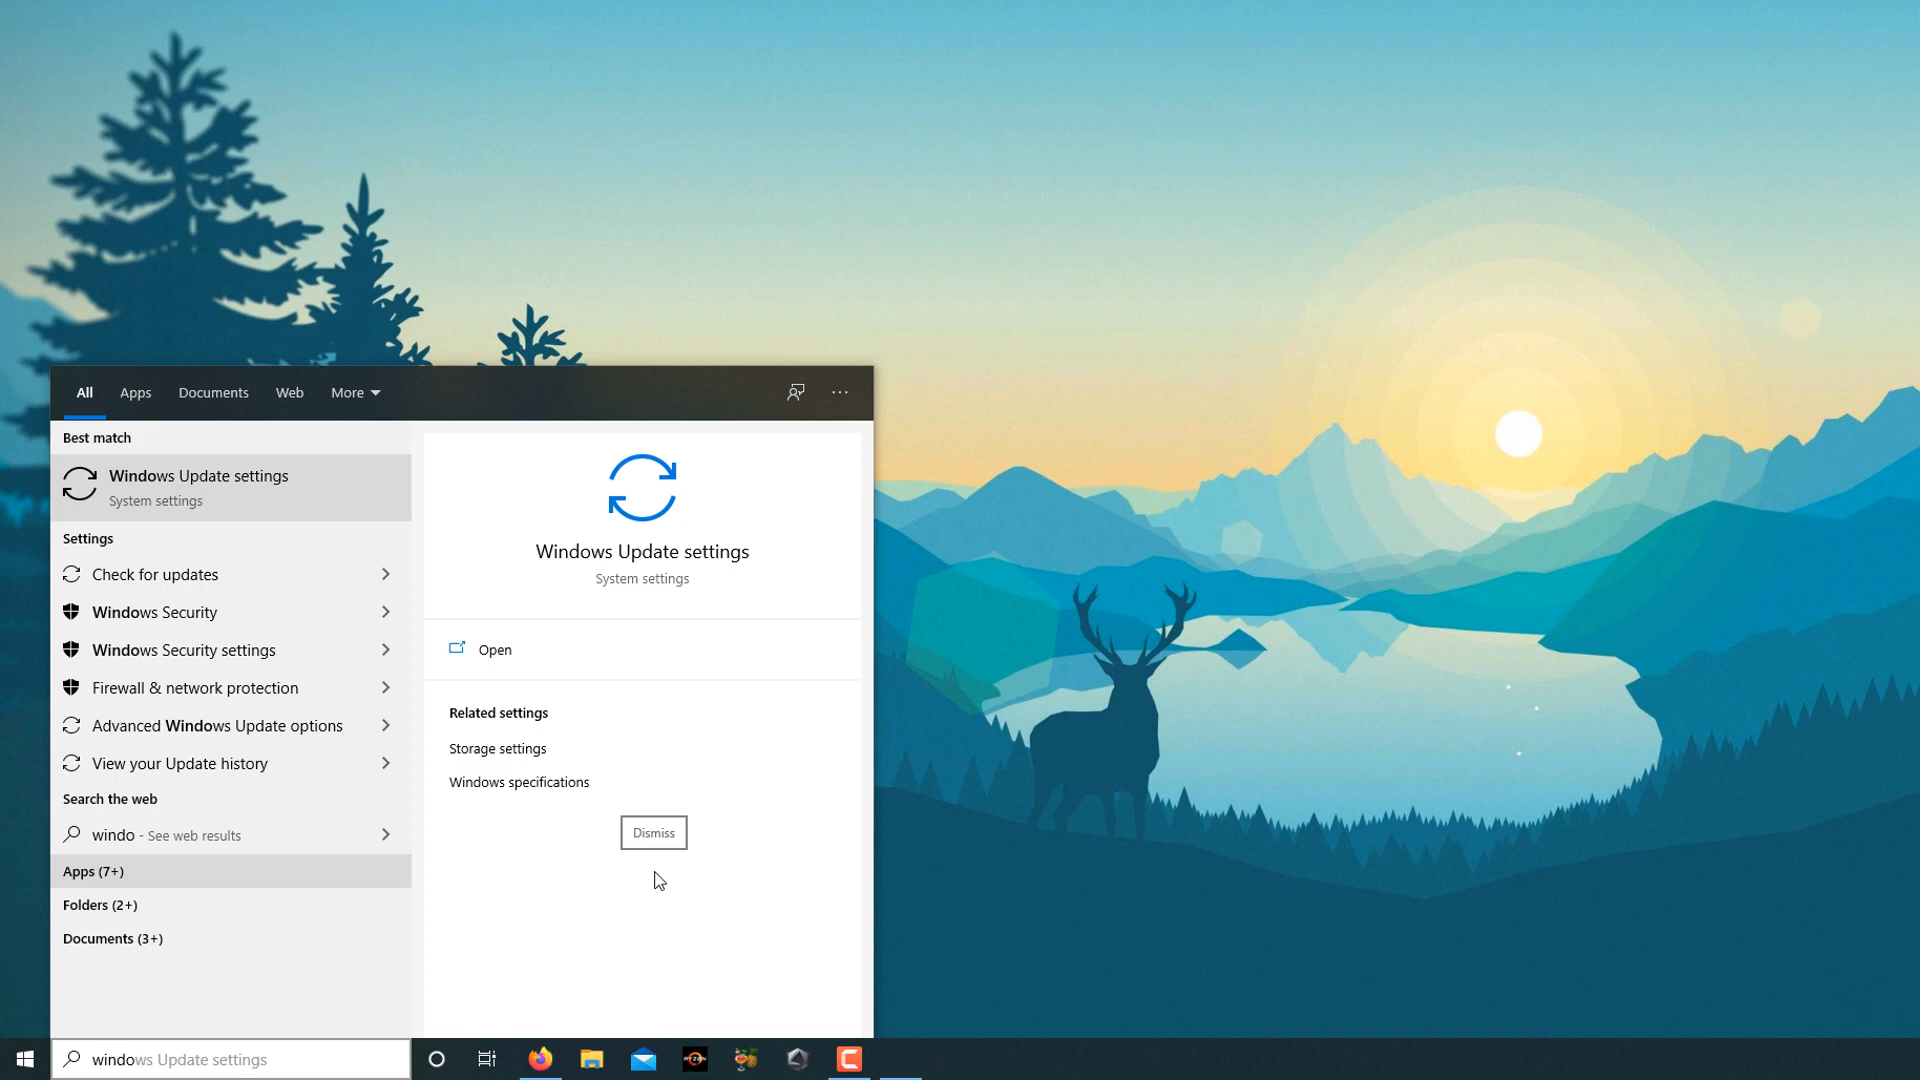 All Apps Documents Web More ...
Best match
Windows Update settings
System settings
Settings
Check for updates
Windows Security
Windows Security settings
Firewall & network protection
Advanced Windows Update options
View your Update history
Search the web
windo - See web results
Apps (7+)
Folders (2+)
Documents (3+)
Windows Update settings
System settings
Open
Related settings
Storage settings
Windows specifications
Dismiss
windows Update settings
RYZEN